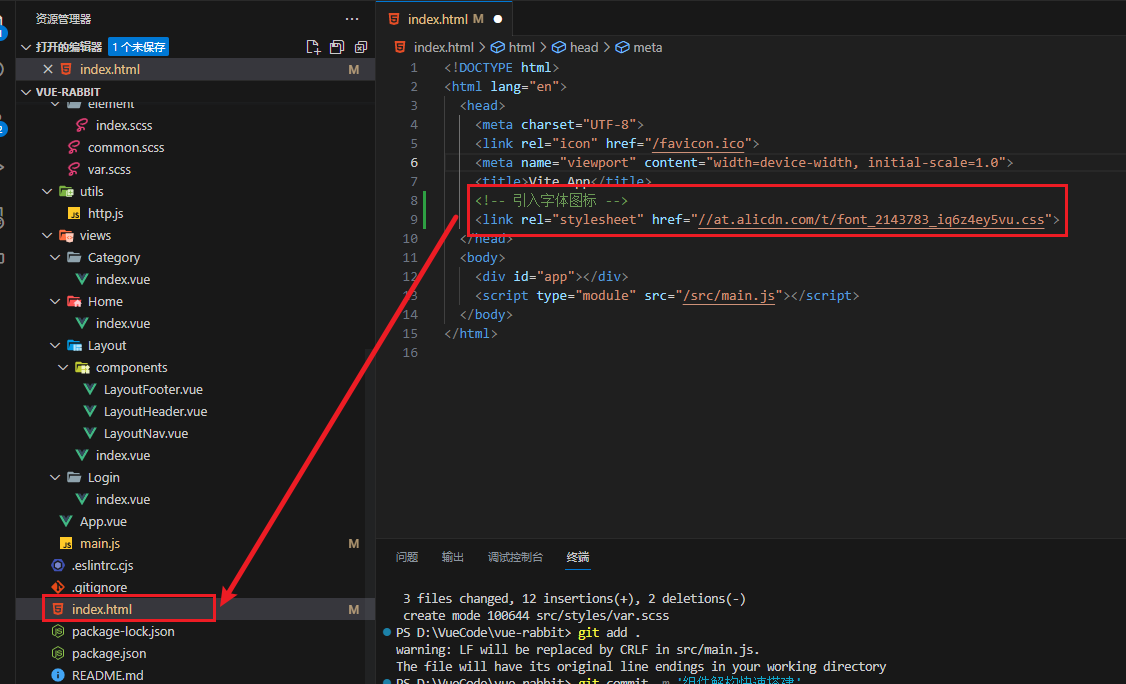 资源管理器
···
打开的编辑器 1 个未保存
index.html M
VUE-RABBIT
element
index.scss
common.scss
var.scss
utils
http.js
views
Category
index.vue
Home
index.vue
Layout
components
LayoutFooter.vue
LayoutHeader.vue
LayoutNav.vue
index.vue
Login
index.vue
App.vue
main.js M
.eslintrc.cjs
.gitignore
index.html M
package-lock.json
package.json
README.md
index.html M
index.html > html > head > meta
1 <!DOCTYPE html>
2 <html lang="en">
3 <head>
4 <meta charset="UTF-8">
5 <link rel="icon" href="/favicon.ico">
6 <meta name="viewport" content="width=device-width, initial-scale=1.0">
7 <title>Vite App</title>
8 <!-- 引入字体图标 -->
9 <link rel="stylesheet" href="//at.alicdn.com/t/font_2143783_iq6z4ey5vu.css">
10 </head>
11 <body>
12 <div id="app"></div>
13 <script type="module" src="/src/main.js"></script>
14 </body>
15 </html>
16
问题 输出 调试控制台 终端
3 files changed, 12 insertions(+), 2 deletions(-)
create mode 100644 src/styles/var.scss
PS D:\VueCode\vue-rabbit> git add .
warning: LF will be replaced by CRLF in src/main.js.
The file will have its original line endings in your working directory
PS D:\VueCode\vue-rabbit> git commit -m '组件解构快速搭建'